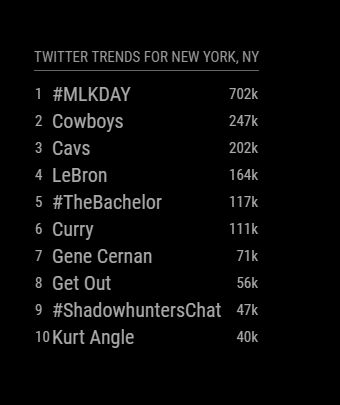 TWITTER TRENDS FOR NEW YORK, NY
1 #MLKDAY 702k
2 Cowboys 247k
3 Cavs 202k
4 LeBron 164k
5 #TheBachelor 117k
6 Curry 111k
7 Gene Cernan 71k
8 Get Out 56k
9 #ShadowhuntersChat 47k
10 Kurt Angle 40k